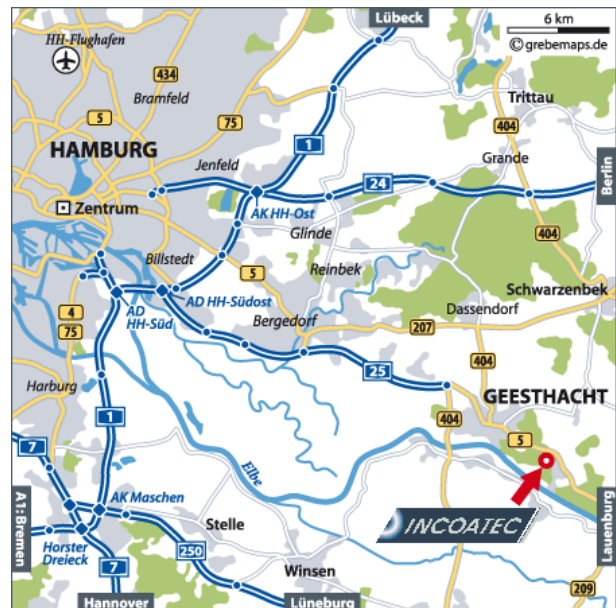 Lübeck
6 km
© grebemaps.de
HH-Flughafen
25
434
Bramfeld
404
Trittau
5
75
HAMBURG
1
404
Jenfeld
Grande
24
Berlin
AK HH-Ost
Zentrum
Glinde
404
Billstedt
5
Reinbek
Schwarzenbek
AD HH-Südost
4
75
AD
HH-Süd
Bergedorf
207
Dassendorf
404
25
Harburg
GEESTHACHT
1
404
5
7
Elbe
A1: Bremen
AK Maschen
INCOATEC
Stelle
Horster
Dreieck
250
7
Winsen
Lauenburg
209
Hannover
Lüneburg